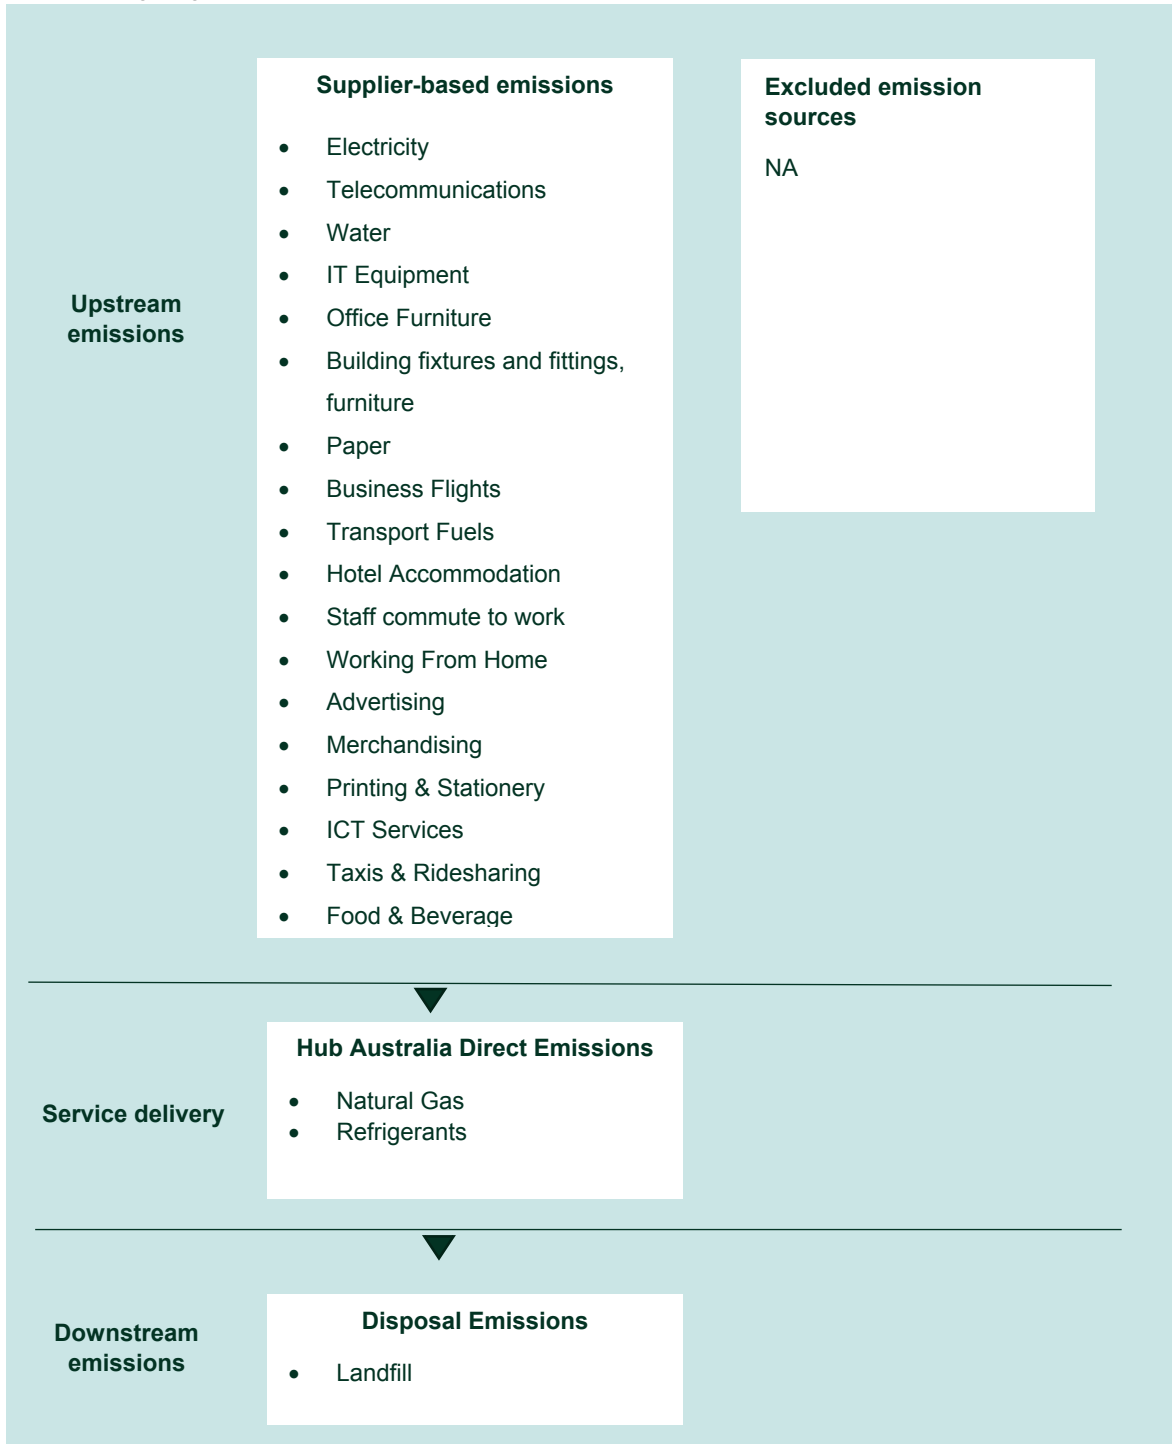 Supplier-based emissions
• Electricity
• Telecommunications
• Water
• IT Equipment
• Office Furniture
• Building fixtures and fittings,
furniture
• Paper
• Business Flights
• Transport Fuels
• Hotel Accommodation
• Staff commute to work
• Working From Home
• Advertising
• Merchandising
• Printing & Stationery
• ICT Services
• Taxis & Ridesharing
• Food & Beverage
Excluded emission
sources
NA
Upstream
emissions
Hub Australia Direct Emissions
• Natural Gas
• Refrigerants
Service delivery
Disposal Emissions
• Landfill
Downstream
emissions